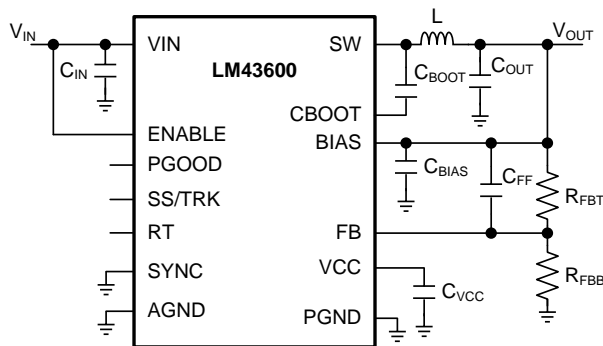 VIN
VIN
CIN
LM43600
SW
L
VOUT
CBOOT
COUT
CBOOT
ENABLE
BIAS
PGOOD
CBIAS
CFF
RFBT
SS/TRK
RT
FB
SYNC
VCC
RFBB
CVCC
AGND
PGND